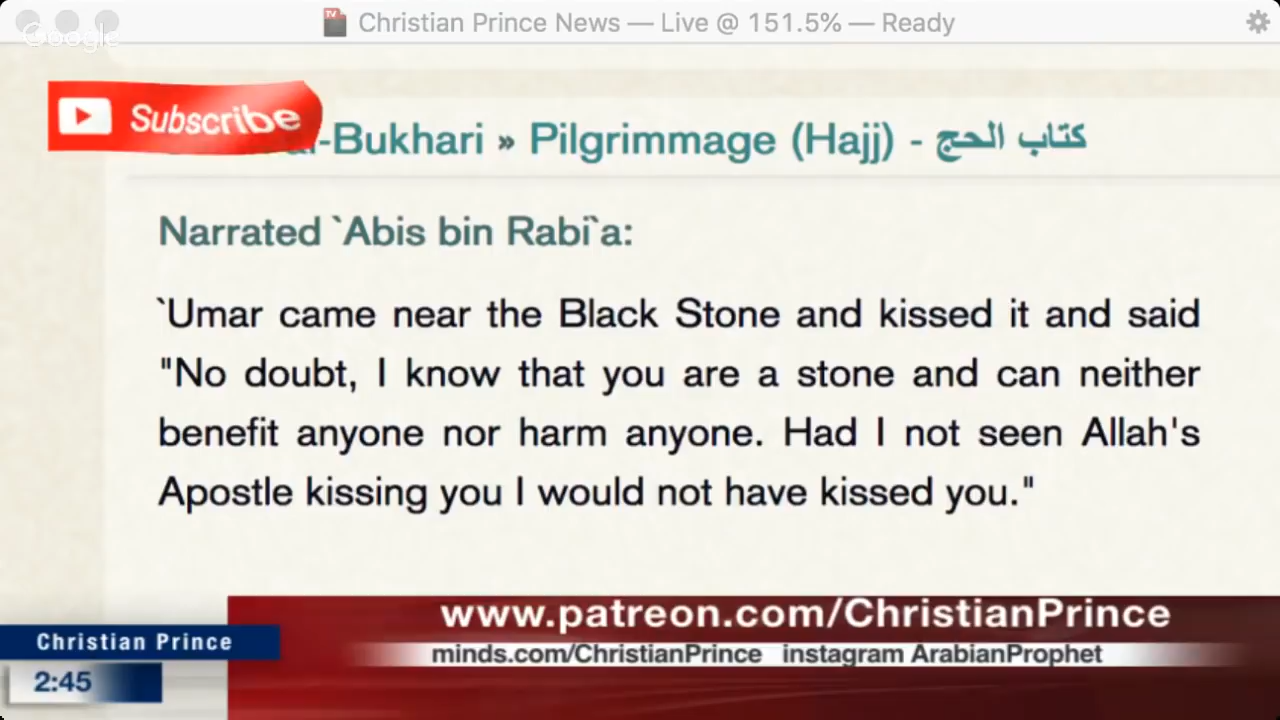 Christian Prince News — Live @ 151.5% — Ready
Google
Subscribe
al-Bukhari » Pilgrimmage (Hajj) - كتاب الحج
Narrated `Abis bin Rabi`a:
`Umar came near the Black Stone and kissed it and said
"No doubt, I know that you are a stone and can neither
benefit anyone nor harm anyone. Had I not seen Allah's
Apostle kissing you I would not have kissed you."
www.patreon.com/ChristianPrince
Christian Prince
minds.com/ChristianPrince instagram ArabianProphet
2:45